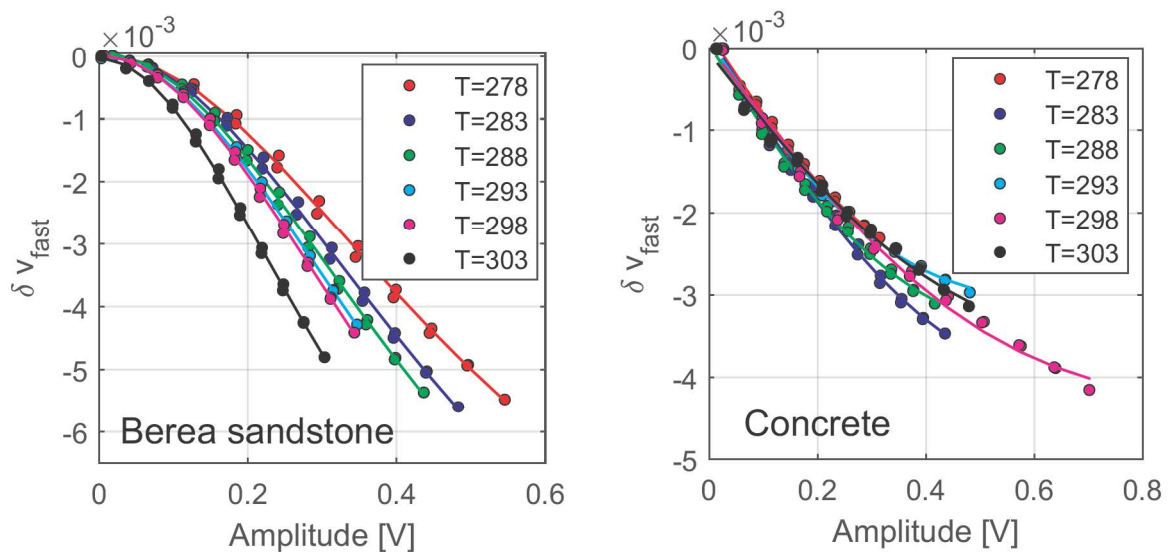 ×10⁻³
0
-1
-2
-3
-4
-5
-6
δ v_fast
0
0.2
0.4
0.6
Amplitude [V]
T=278
T=283
T=288
T=293
T=298
T=303
Berea sandstone
×10⁻³
0
-1
-2
-3
-4
-5
δ v_fast
0
0.2
0.4
0.6
0.8
Amplitude [V]
T=278
T=283
T=288
T=293
T=298
T=303
Concrete